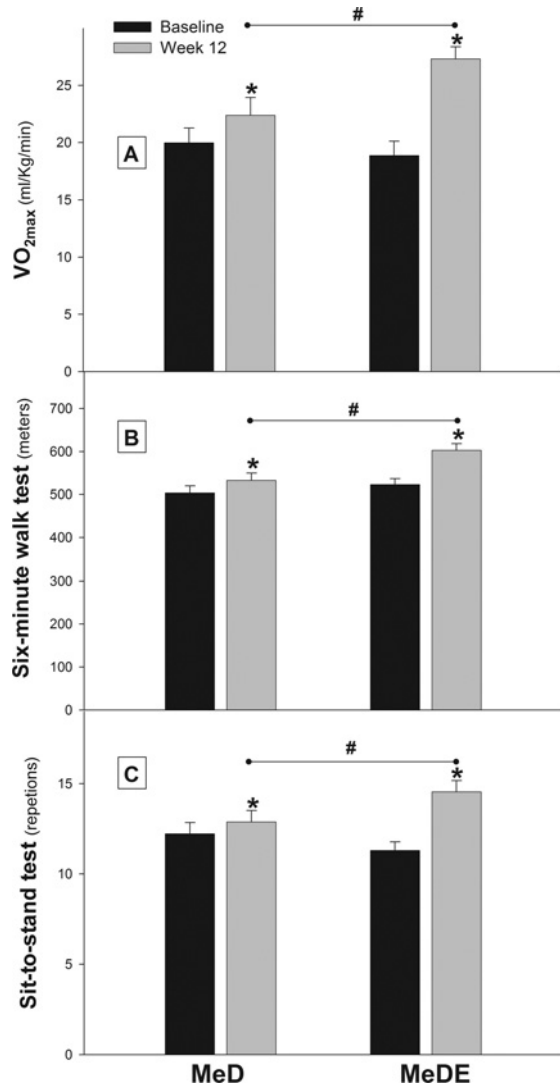 Baseline
Week 12
#
*
*
A
VO2max (ml/Kg/min)
25
20
15
10
5
0
#
*
*
B
Six-minute walk test (meters)
700
600
500
400
300
200
100
0
#
*
*
C
Sit-to-stand test (repetions)
15
10
5
0
MeD
MeDE